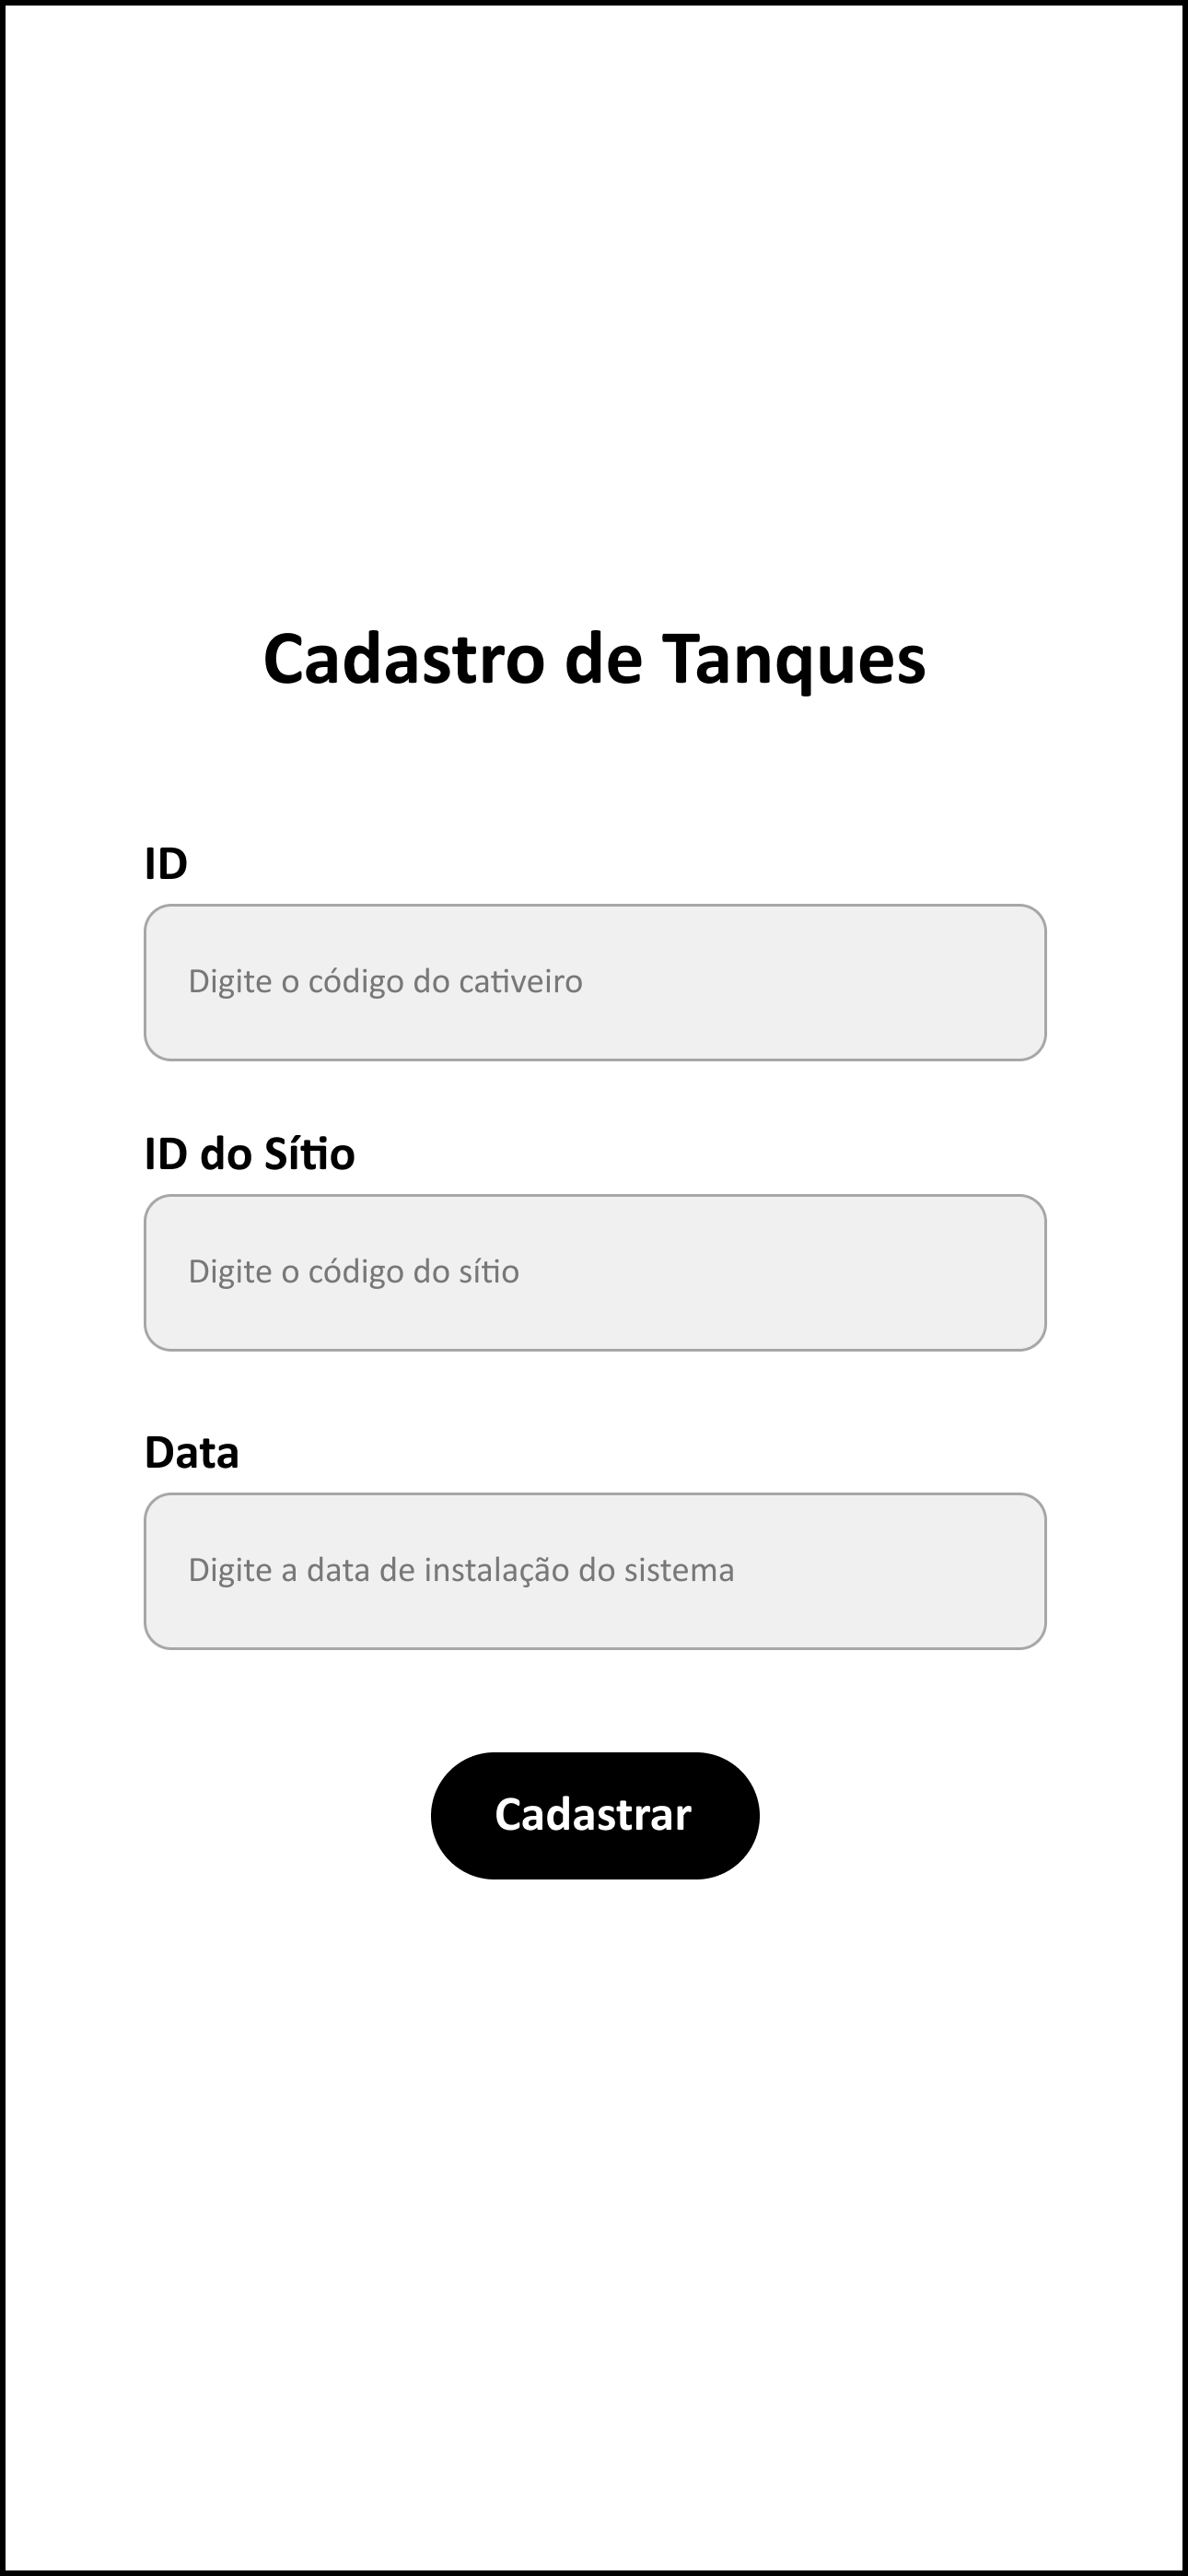 Cadastro de Tanques
ID
Digite o código do cativeiro
ID do Sítio
Digite o código do sítio
Data
Digite a data de instalação do sistema
Cadastrar